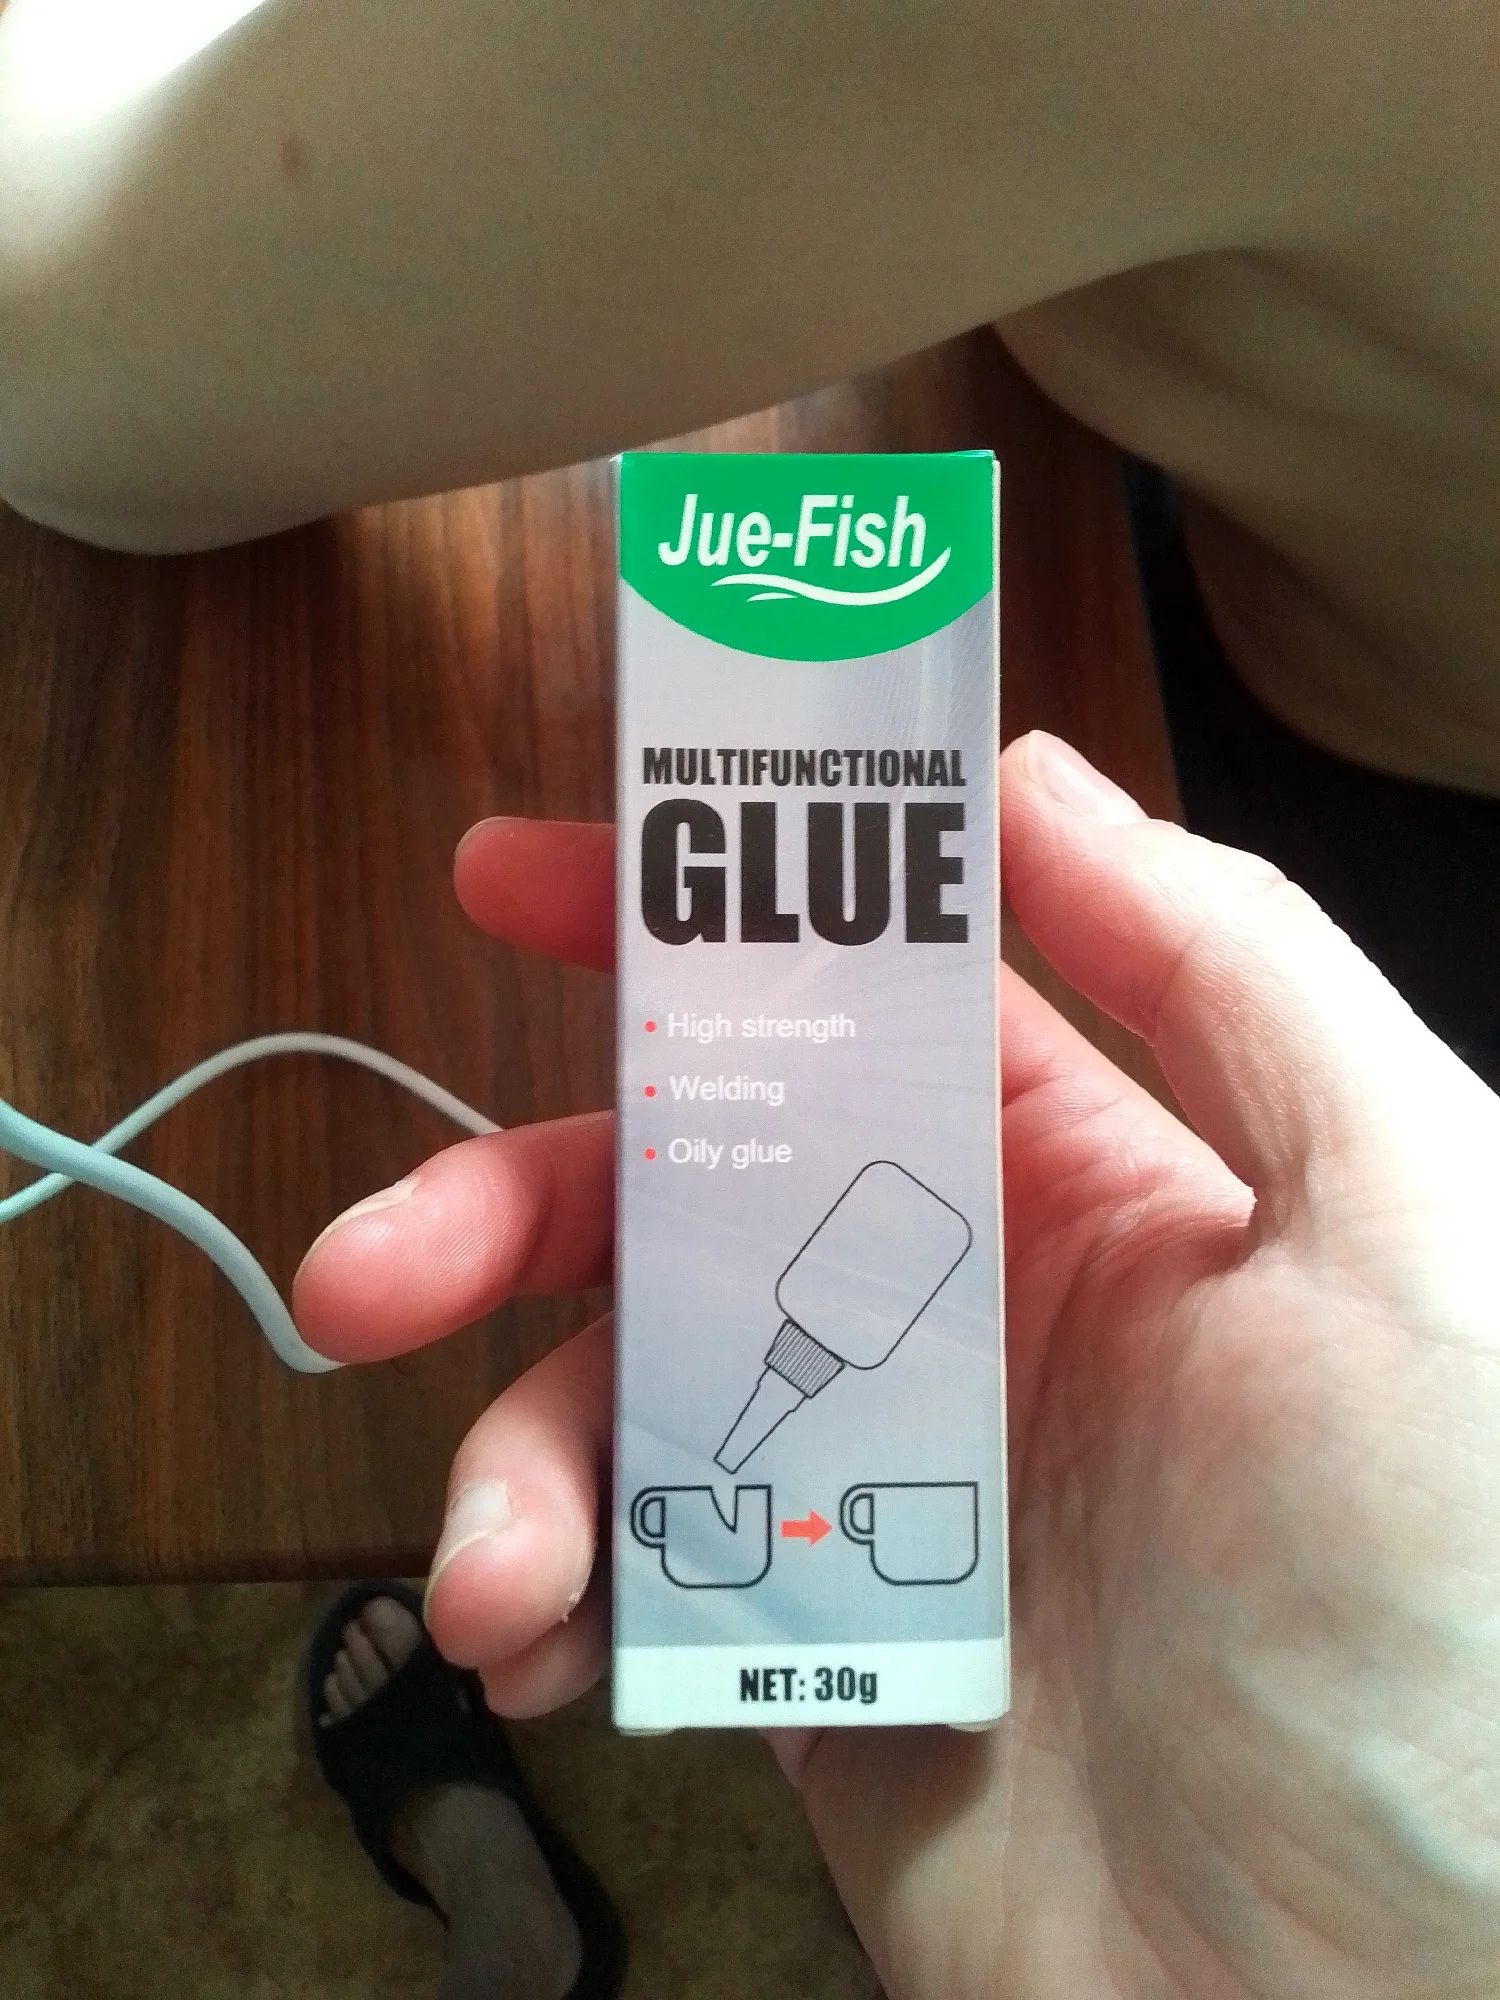 Jue-Fish
MULTIFUNCTIONAL
GLUE
• High strength
• Welding
• Oily glue
NET: 30g